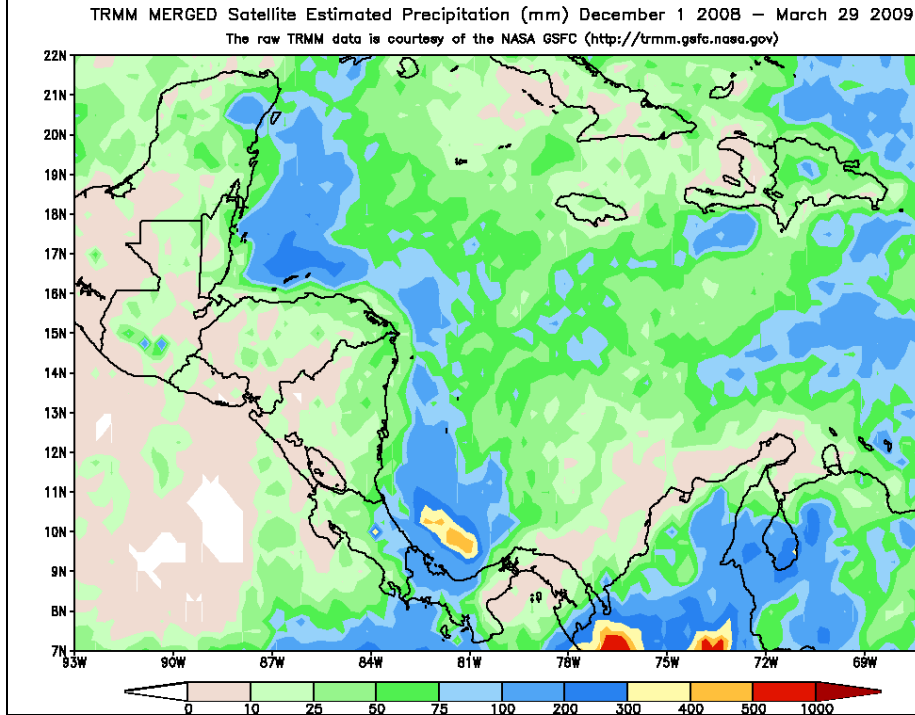 TRMM MERGED Satellite Estimated Precipitation (mm) December 1 2008 – March 29 2009
The raw TRMM data is courtesy of the NASA GSFC (http://trmm.gsfc.nasa.gov)
22N
21N
20N
19N
18N
17N
16N
15N
14N
13N
12N
11N
10N
9N
8N
7N
93W 90W 87W 84W 81W 78W 75W 72W 69W
0 10 25 50 75 100 200 300 400 500 1000